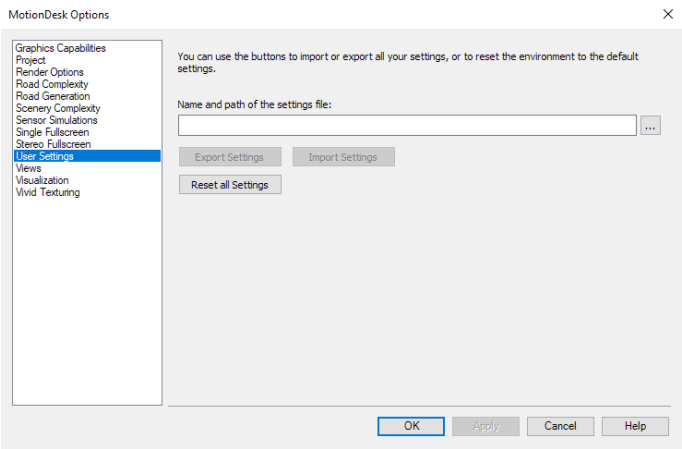 MotionDesk Options
Graphics Capabilities
Project
Render Options
Road Complexity
Road Generation
Scenery Complexity
Sensor Simulations
Single Fullscreen
Stereo Fullscreen
User Settings
Views
Visualization
Vivid Texturing
You can use the buttons to import or export all your settings, or to reset the environment to the default
settings.
Name and path of the settings file:
...
Export Settings Import Settings
Reset all Settings
OK Apply Cancel Help